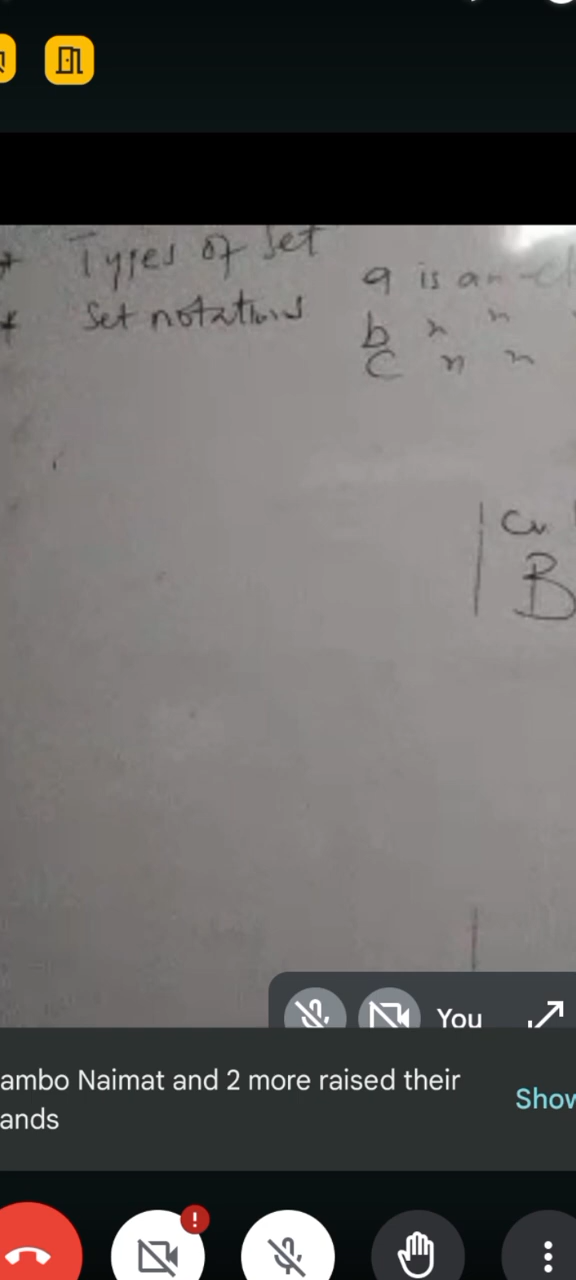 * Types of Set
* Set notations
a is an
b " "
c " "
B
You
ambo Naimat and 2 more raised their
ands
Show
!